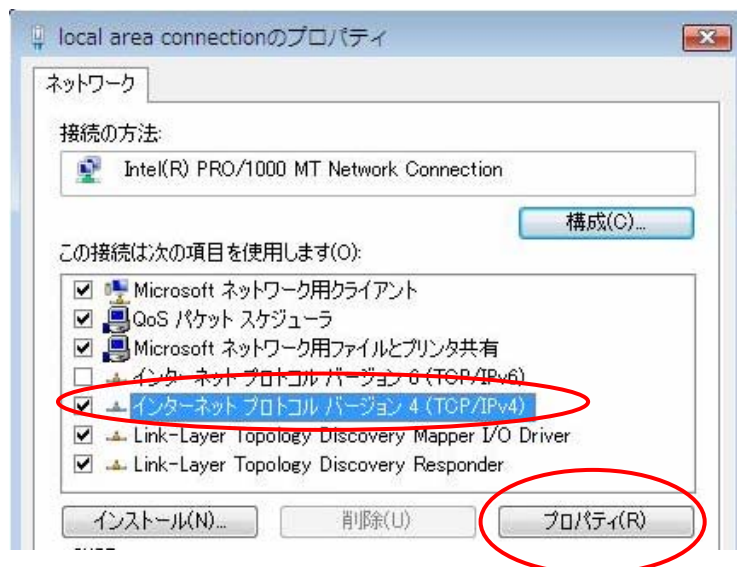 local area connectionのプロパティ
ネットワーク
接続の方法:
Intel(R) PRO/1000 MT Network Connection
構成(C)...
この接続は次の項目を使用します(O):
Microsoft ネットワーク用クライアント
QoS パケット スケジューラ
Microsoft ネットワーク用ファイルとプリンタ共有
インターネット プロトコル バージョン 6 (TCP/IPv6)
インターネット プロトコル バージョン 4 (TCP/IPv4)
Link-Layer Topology Discovery Mapper I/O Driver
Link-Layer Topology Discovery Responder
インストール(N)... 削除(U) プロパティ(R)